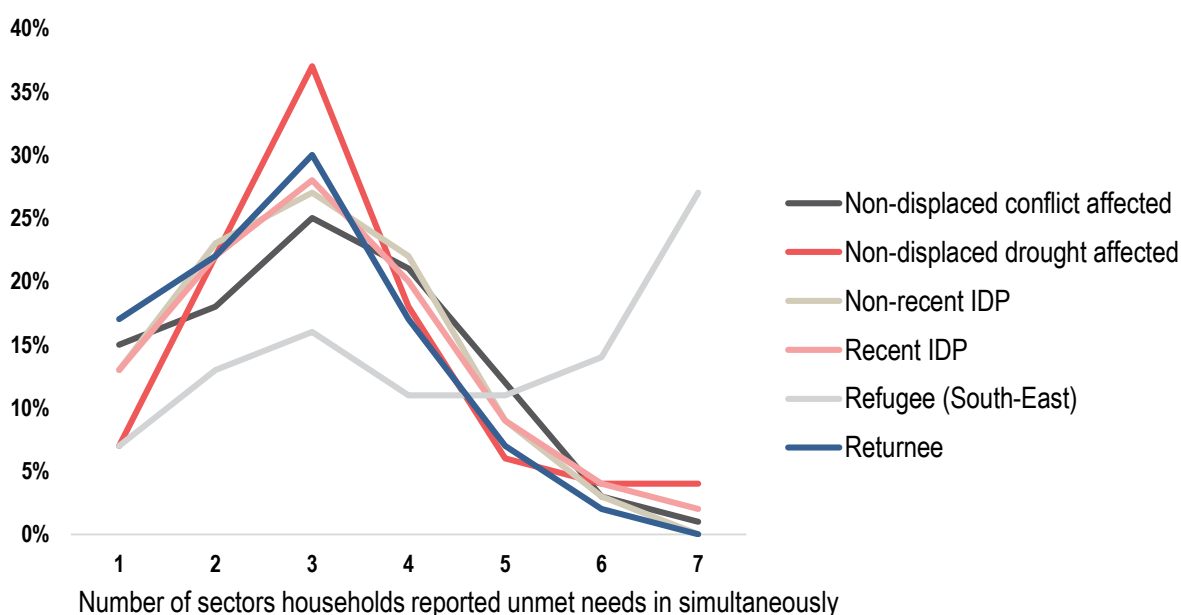 40%
35%
30%
25%
20%
15%
10%
5%
0%
1 2 3 4 5 6 7
Number of sectors households reported unmet needs in simultaneously
Non-displaced conflict affected
Non-displaced drought affected
Non-recent IDP
Recent IDP
Refugee (South-East)
Returnee